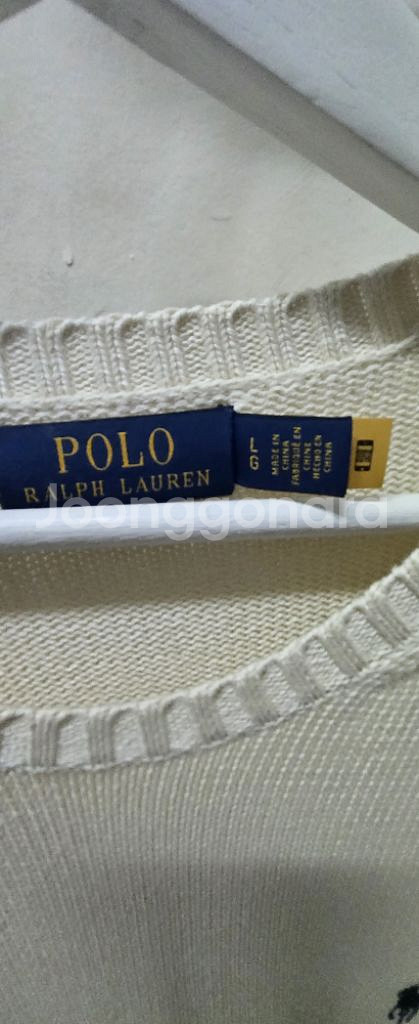 POLO
RALPH LAUREN
L
G
MADE IN
CHINA
FABRIQUÉ EN
CHINE
HECHO EN
CHINA
Joonggonara